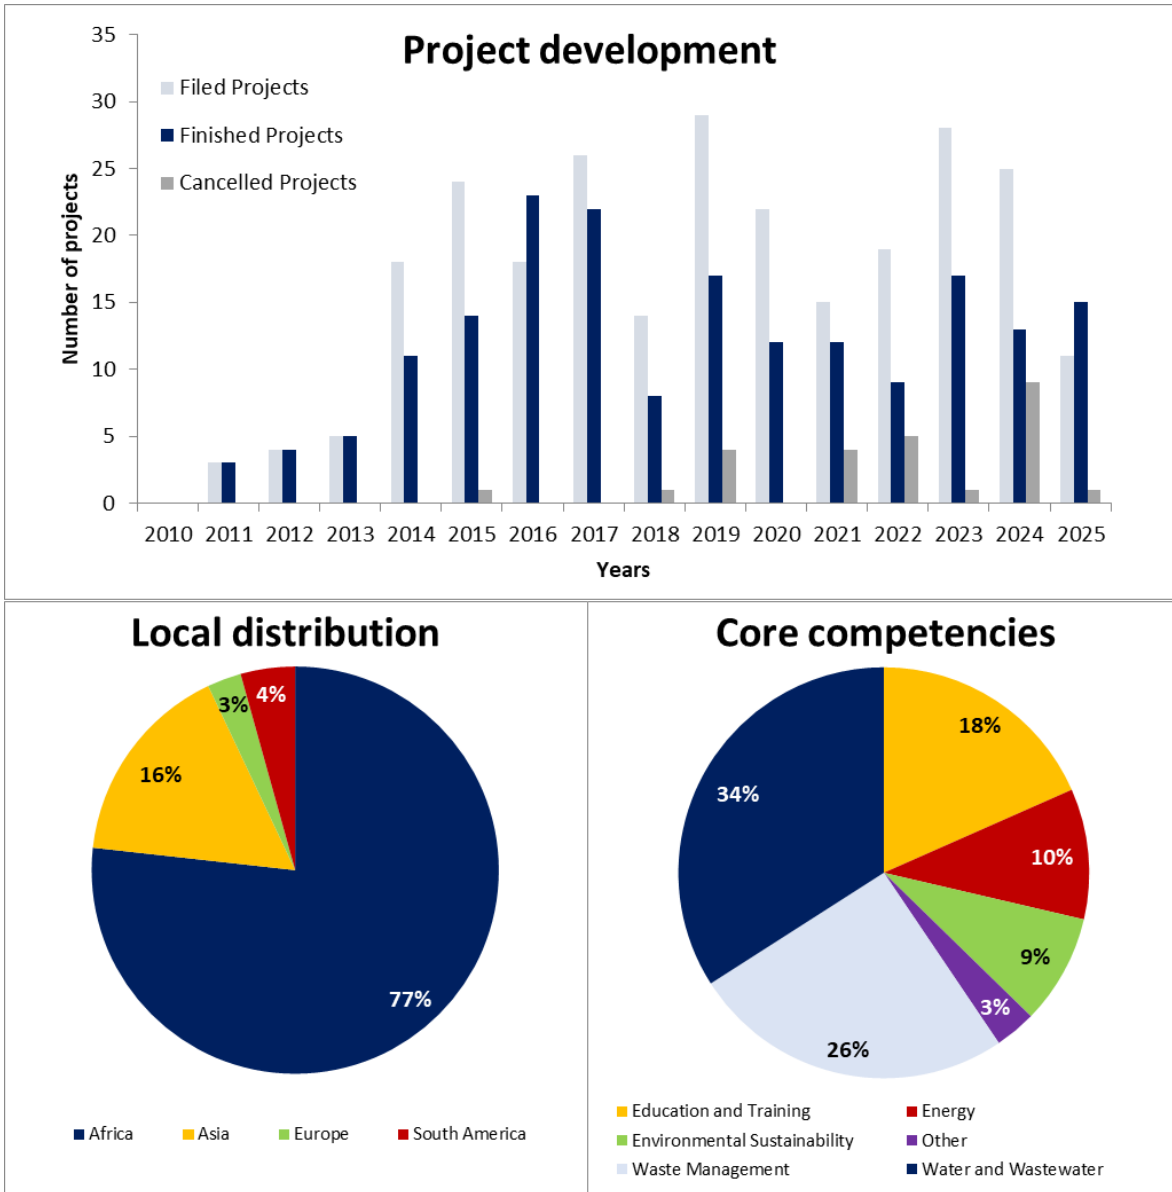 Project development
35
30
25
20
15
10
5
0
Number of projects
Filed Projects
Finished Projects
Cancelled Projects
2010 2011 2012 2013 2014 2015 2016 2017 2018 2019 2020 2021 2022 2023 2024 2025
Years
Local distribution
3% 4%
16%
77%
Africa Asia Europe South America
Core competencies
18%
34%
10%
9%
3%
26%
Education and Training Energy
Environmental Sustainability Other
Waste Management Water and Wastewater